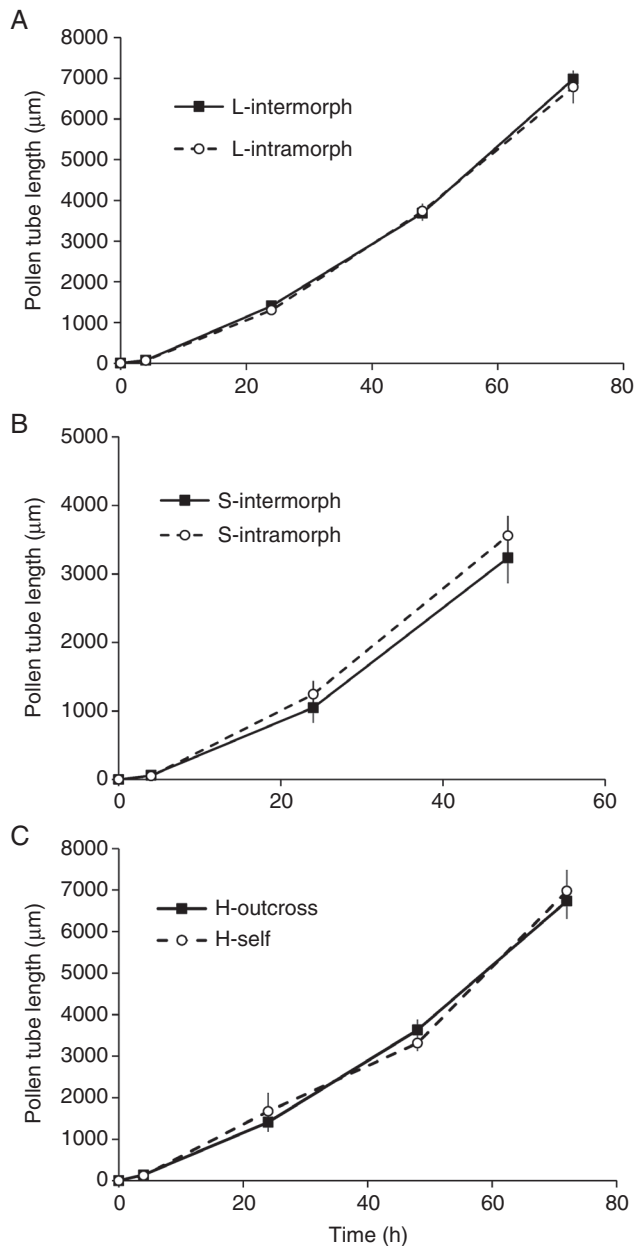 A
Pollen tube length (μm)
8000
7000
6000
5000
4000
3000
2000
1000
0
L-intermorph
L-intramorph
0 20 40 60 80
B
Pollen tube length (μm)
5000
4000
3000
2000
1000
0
S-intermorph
S-intramorph
0 20 40 60
C
Pollen tube length (μm)
8000
7000
6000
5000
4000
3000
2000
1000
0
H-outcross
H-self
0 20 40 60 80
Time (h)